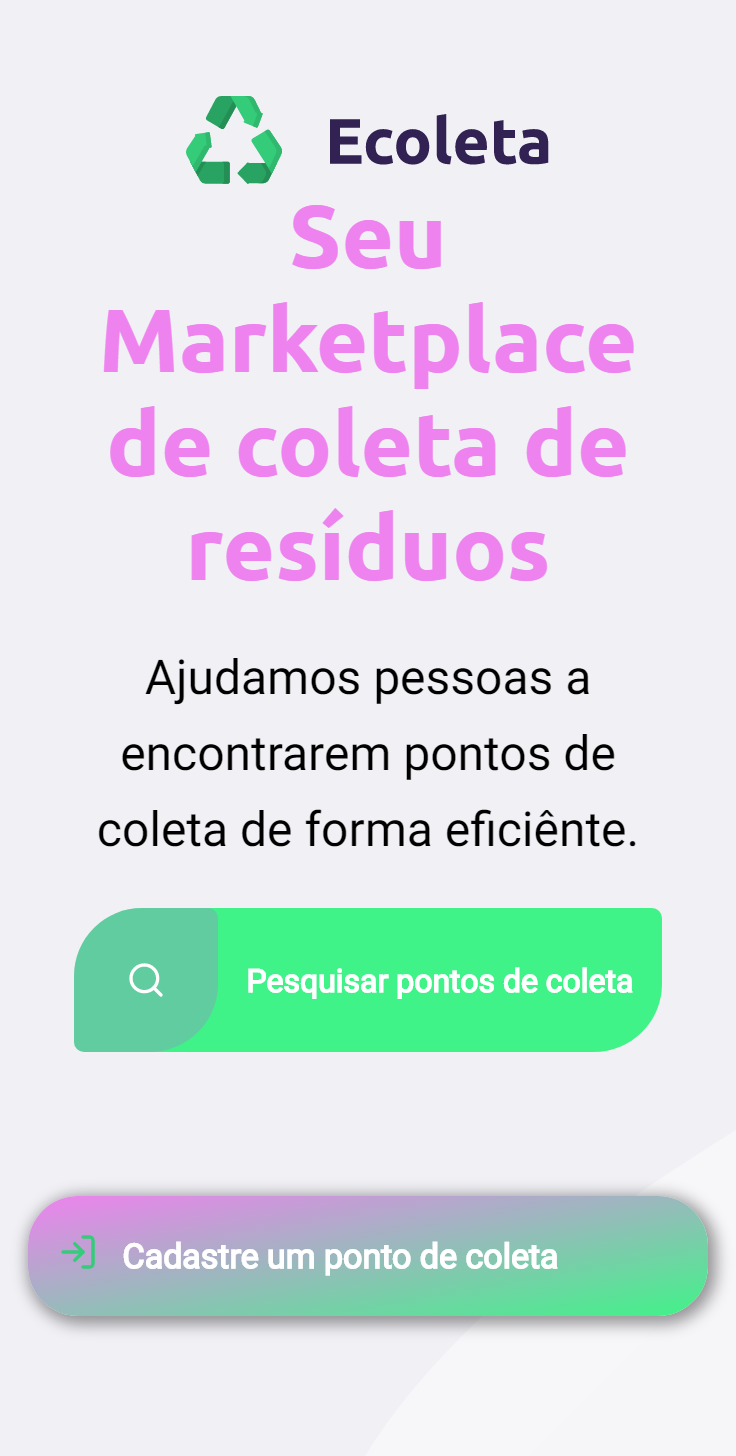 Ecoleta
Seu
Marketplace
de coleta de
resíduos
Ajudamos pessoas a
encontrarem pontos de
coleta de forma eficiênte.
Pesquisar pontos de coleta
Cadastre um ponto de coleta